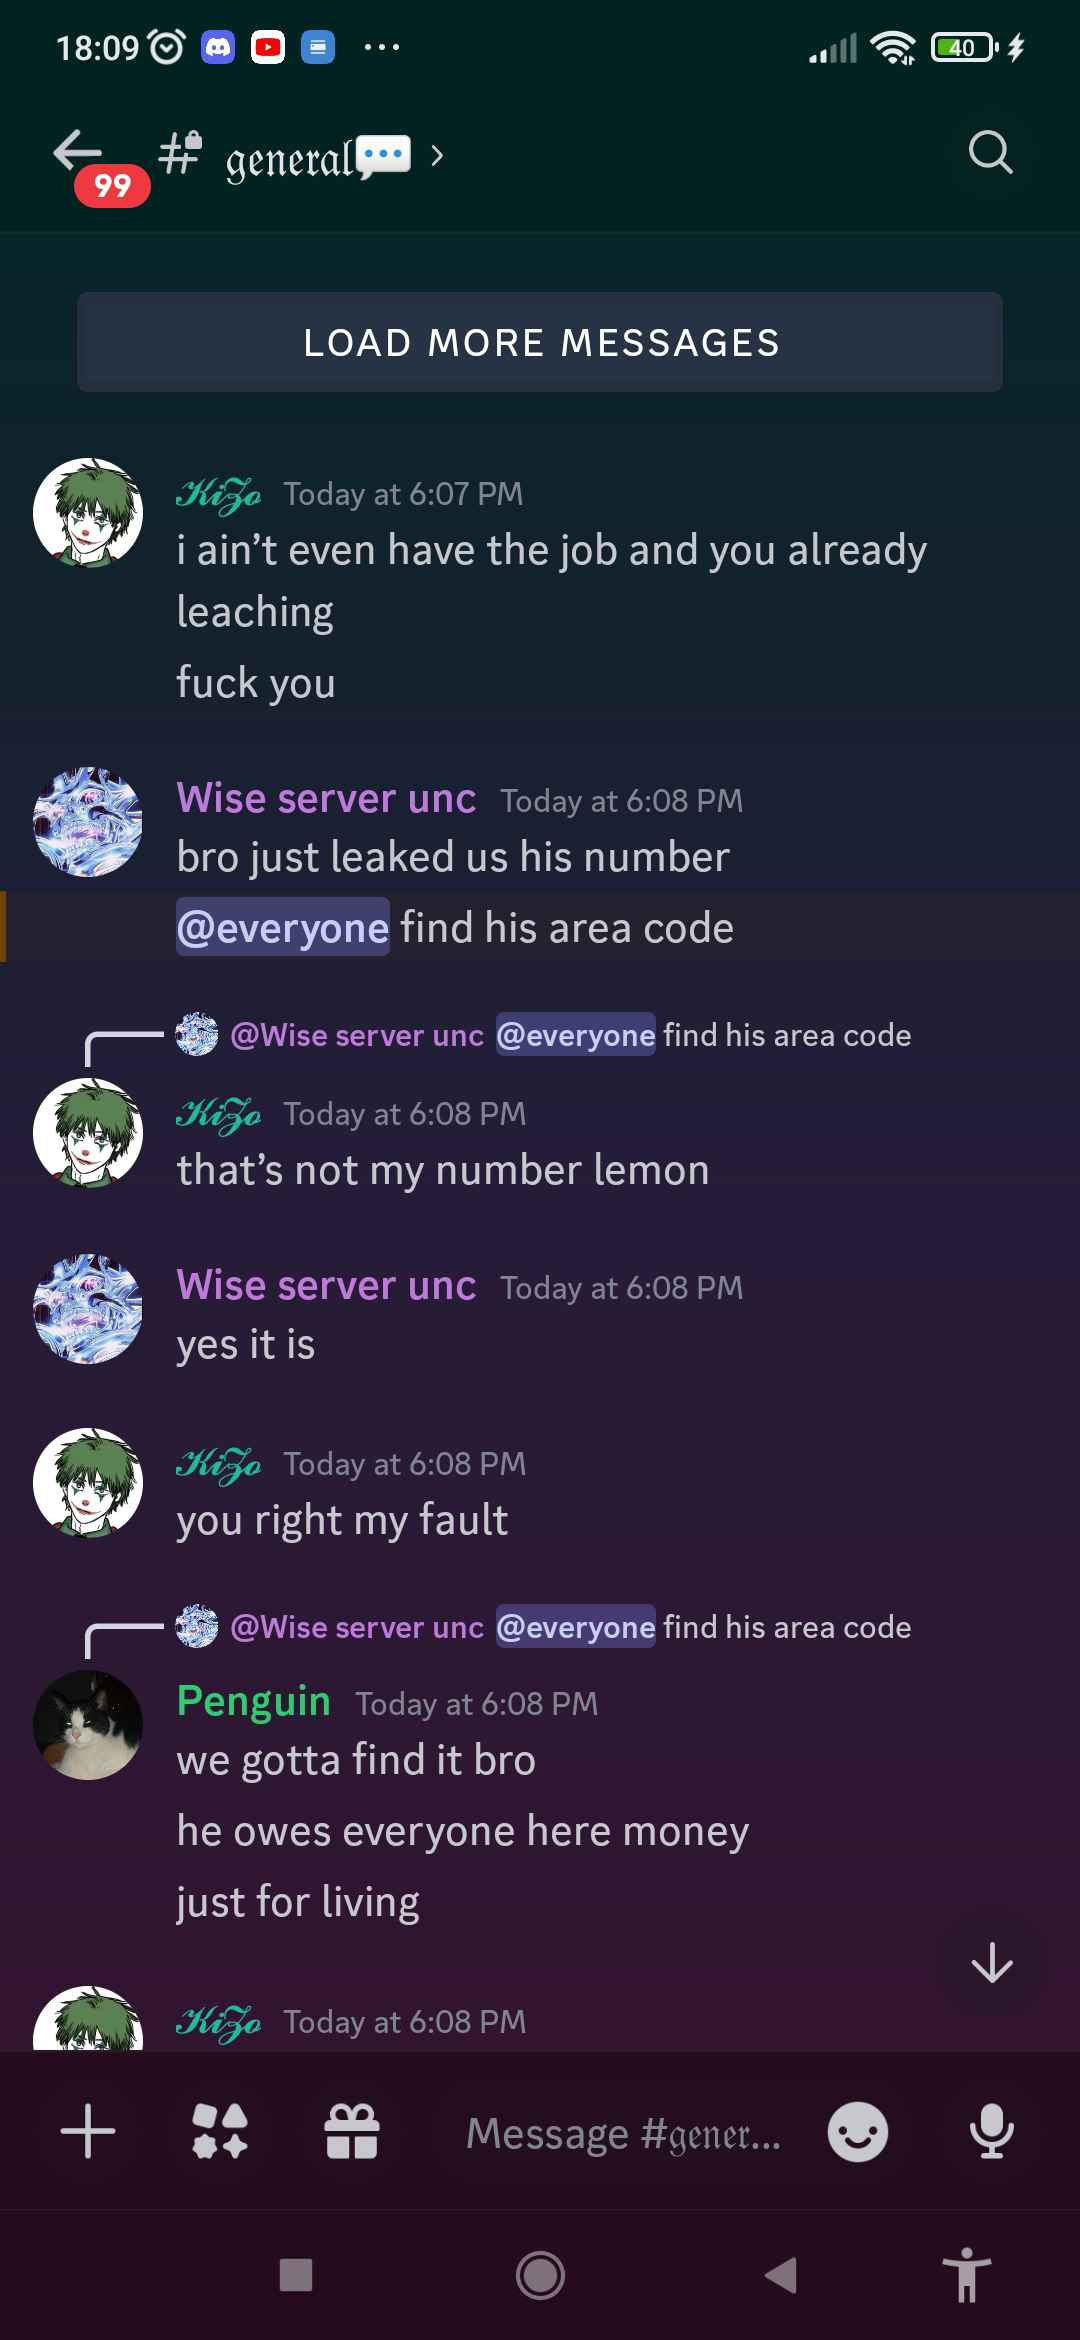 18:09
40
99
general
LOAD MORE MESSAGES
KiZo Today at 6:07 PM
i ain’t even have the job and you already
leaching
fuck you
Wise server unc Today at 6:08 PM
bro just leaked us his number
@everyone find his area code
@Wise server unc @everyone find his area code
KiZo Today at 6:08 PM
that’s not my number lemon
Wise server unc Today at 6:08 PM
yes it is
KiZo Today at 6:08 PM
you right my fault
@Wise server unc @everyone find his area code
Penguin Today at 6:08 PM
we gotta find it bro
he owes everyone here money
just for living
KiZo Today at 6:08 PM
Message #gener...